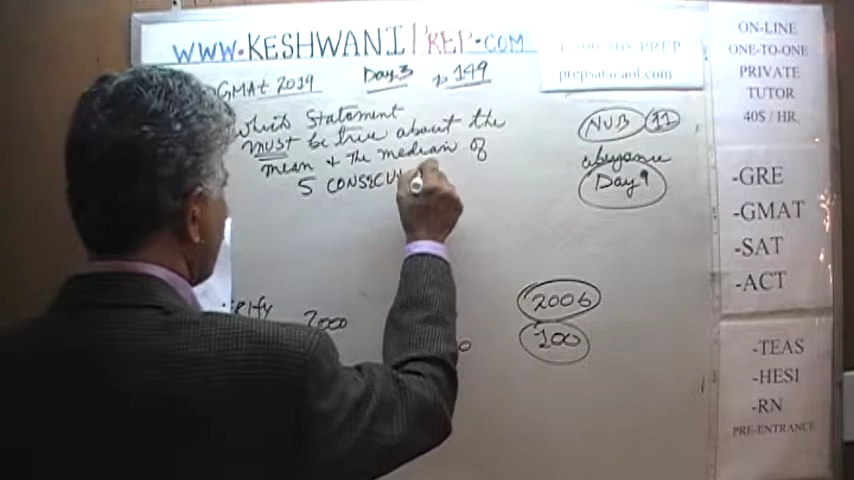 WWW.KESHWANIPREP.COM
prepsat@aol.com
GMAT 2019 Day 3 p 149
Which Statement
MUST be true about the
mean & the median of
5 CONSECU
NUB 11
abeyance
Day 9
2000
2006
100
ON-LINE
ONE-TO-ONE
PRIVATE
TUTOR
40$ / HR.
-GRE
-GMAT
-SAT
-ACT
-TEAS
-HESI
-RN
PRE-ENTRANCE